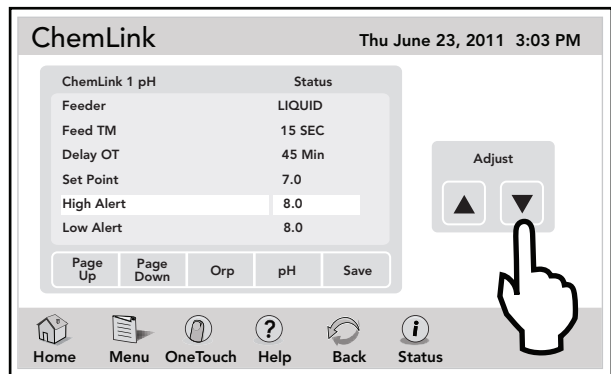 ChemLink Thu June 23, 2011 3:03 PM
ChemLink 1 pH Status
Feeder LIQUID
Feed TM 15 SEC
Delay OT 45 Min
Set Point 7.0
High Alert 8.0
Low Alert 8.0
Page Up Page Down Orp pH Save
Adjust
Home Menu OneTouch Help Back Status